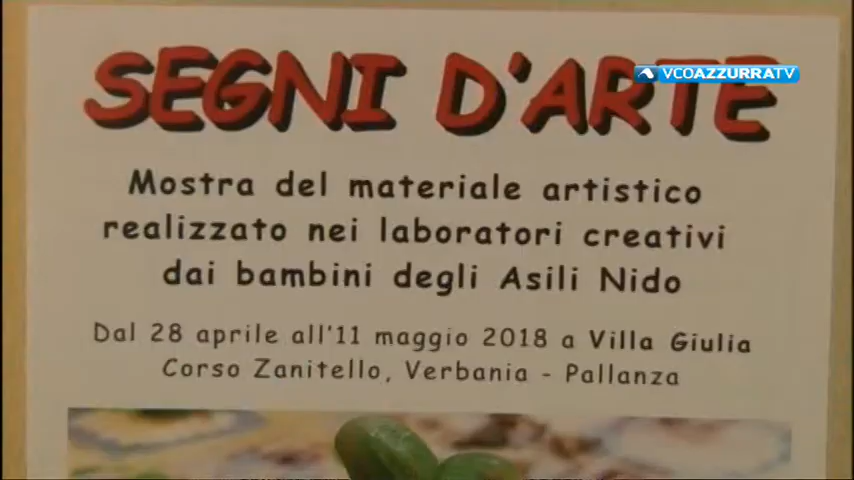 SEGNI D'ARTE
VCOAZZURRATV
Mostra del materiale artistico
realizzato nei laboratori creativi
dai bambini degli Asili Nido
Dal 28 aprile all'11 maggio 2018 a Villa Giulia
Corso Zanitello, Verbania - Pallanza